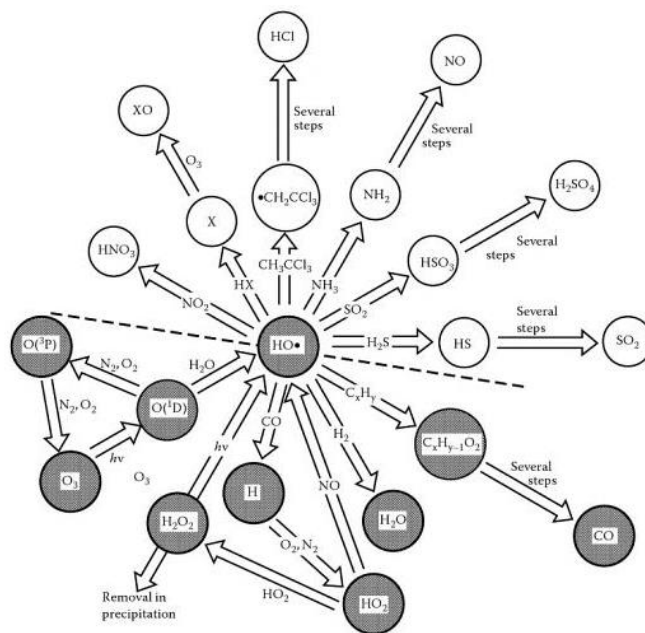 HCl
NO
XO
Several
steps
Several
steps
O₃
H₂SO₄
•CH₂CCl₃
NH₂
X
Several
steps
HNO₃
HSO₃
CH₃CCl₃
HX
NH₃
NO₂
SO₂
Several
steps
O(³P)
HO•
H₂S
HS
SO₂
N₂, O₂
H₂O
O(¹D)
CₓHᵧ
N₂, O₂
CO
H₂
CₓHᵧ₋₁O₂
hν
hν
O₃
O₃
Several
steps
H
NO
H₂O₂
H₂O
CO
O₂, N₂
HO₂
HO₂
Removal in
precipitation